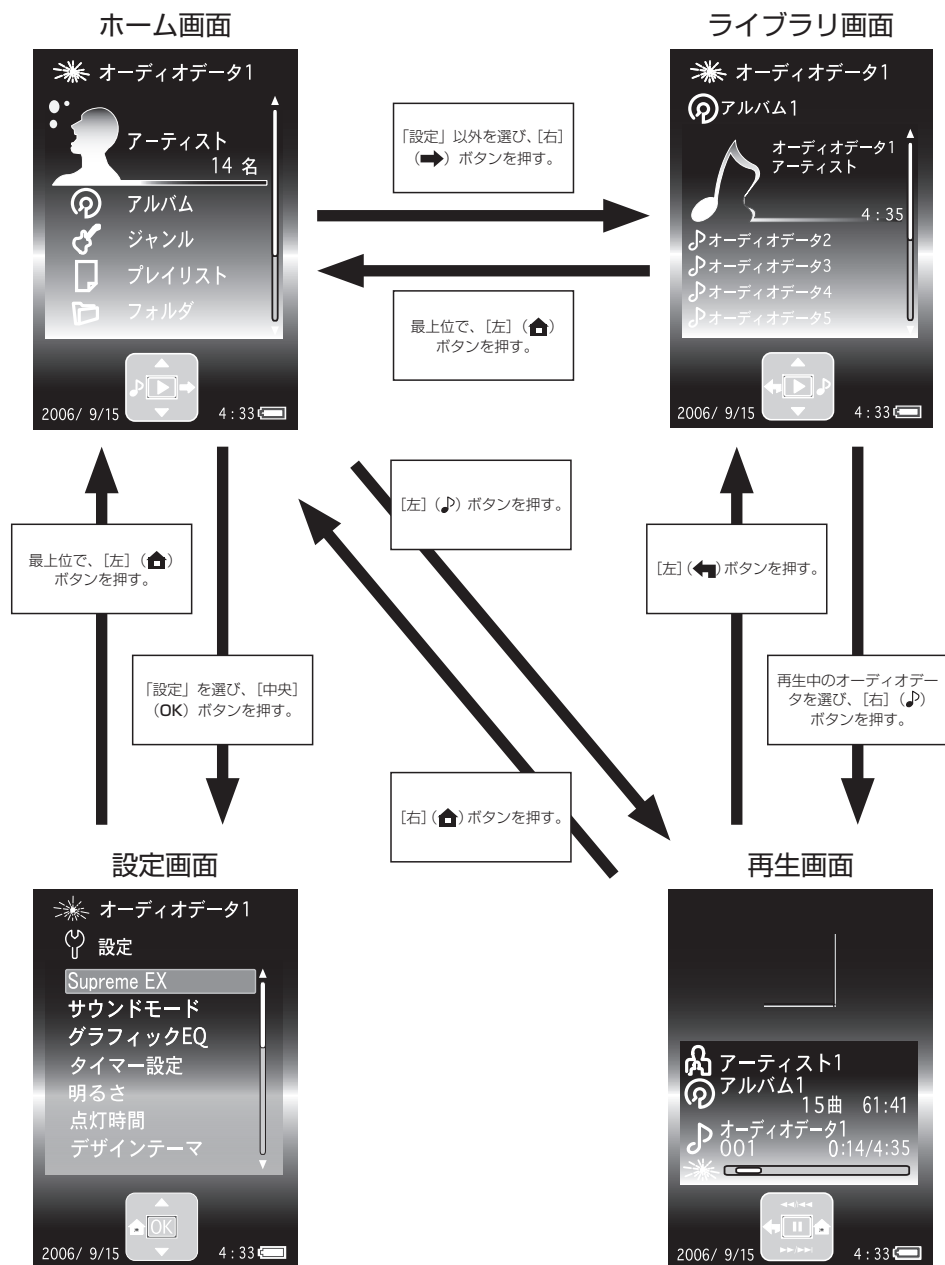 ホーム画面
オーディオデータ1
アーティスト
14 名
アルバム
ジャンル
プレイリスト
フォルダ
2006/ 9/15
4 : 33
「設定」以外を選び、[右]
(➡) ボタンを押す。
最上位で、[左] ( )
ボタンを押す。
ライブラリ画面
オーディオデータ1
アルバム1
オーディオデータ1
アーティスト
4 : 35
オーディオデータ2
オーディオデータ3
オーディオデータ4
オーディオデータ5
2006/ 9/15
4 : 33
最上位で、[左] ( )
ボタンを押す。
「設定」を選び、[中央]
(OK) ボタンを押す。
[左] (♪) ボタンを押す。
[右] ( ) ボタンを押す。
[左] ( ) ボタンを押す。
再生中のオーディオデー
タを選び、[右] (♪)
ボタンを押す。
設定画面
オーディオデータ1
設定
Supreme EX
サウンドモード
グラフィックEQ
タイマー設定
明るさ
点灯時間
デザインテーマ
OK
2006/ 9/15
4 : 33
再生画面
アーティスト1
アルバム1
15曲 61:41
オーディオデータ1
001 0:14/4:35
2006/ 9/15
4 : 33